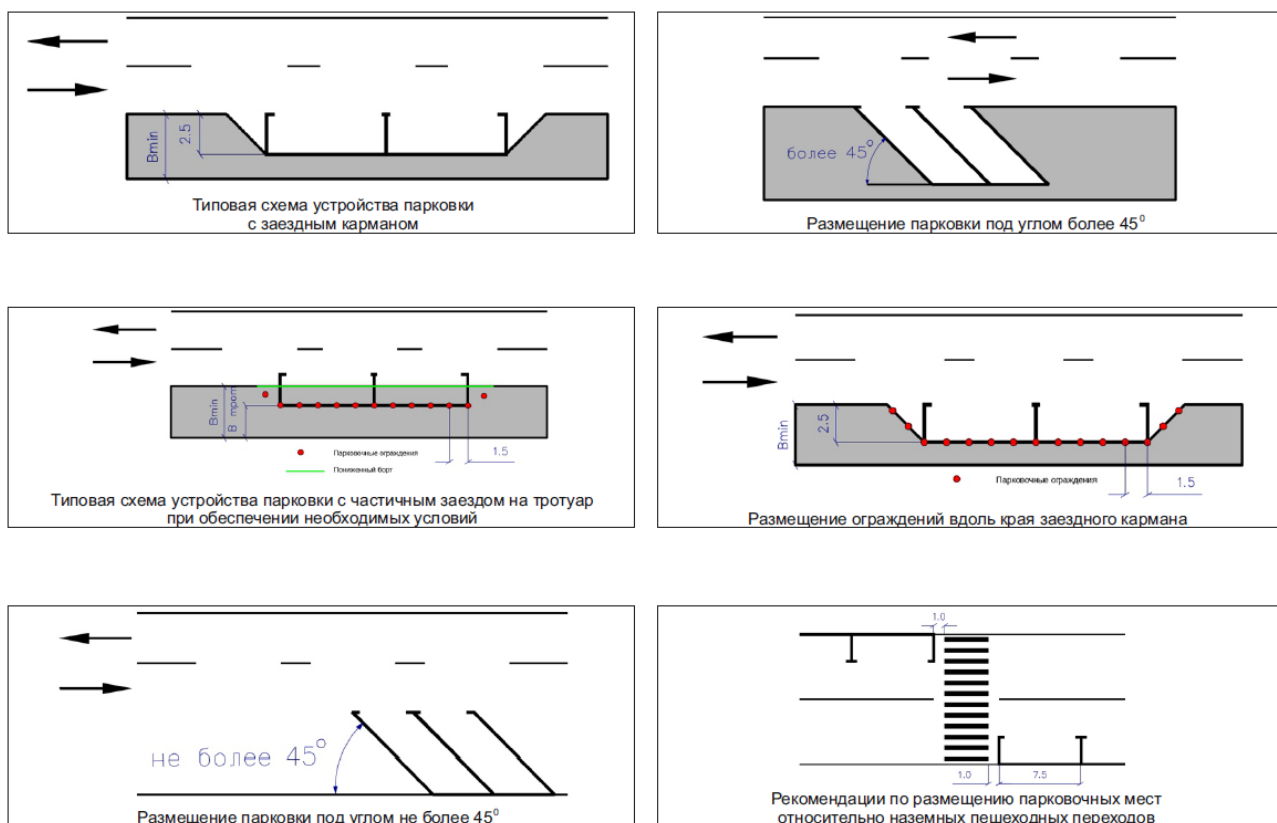 Bmin
2.5
Типовая схема устройства парковки
с заездным карманом
более 45°
Размещение парковки под углом более 45⁰
Bmin
В трот
1.5
Парковочные ограждения
Пониженный борт
Типовая схема устройства парковки с частичным заездом на тротуар
при обеспечении необходимых условий
Bmin
2.5
1.5
Парковочные ограждения
Размещение ограждений вдоль края заездного кармана
не более 45°
Размещение парковки под углом не более 45⁰
1.0
1.0
7.5
Рекомендации по размещению парковочных мест
относительно наземных пешеходных переходов